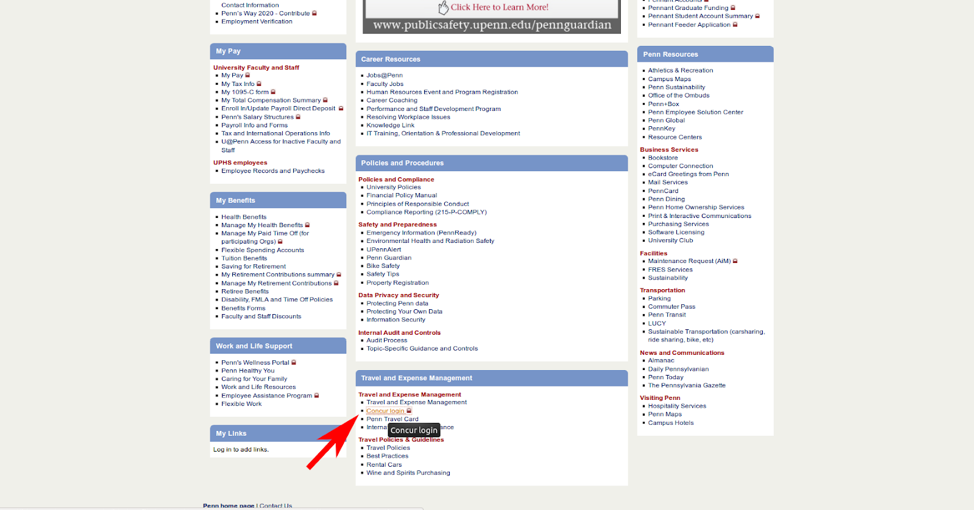 Contact Information
Penn's Way 2020 - Contribute
Employment Verification
My Pay
University Faculty and Staff
My Pay
My Tax Info
My 1095-C form
My Total Compensation Summary
Enroll In/Update Payroll Direct Deposit
Penn's Salary Structures
Payroll Info and Forms
Tax and International Operations Info
U@Penn Access for Inactive Faculty and
Staff
UPHS employees
Employee Records and Paychecks
My Benefits
Health Benefits
Manage My Health Benefits
Manage My Paid Time Off (for
participating Orgs)
Flexible Spending Accounts
Tuition Benefits
Saving for Retirement
My Retirement Contributions summary
Manage My Retirement Contributions
Retiree Benefits
Disability, FMLA and Time Off Policies
Benefits Forms
Faculty and Staff Discounts
Work and Life Support
Penn's Wellness Portal
Penn Healthy You
Caring for Your Family
Work and Life Resources
Employee Assistance Program
Flexible Work
My Links
Log in to add links.
Click Here to Learn More!
www.publicsafety.upenn.edu/pennguardian
Career Resources
Jobs@Penn
Faculty Jobs
Human Resources Event and Program Registration
Career Coaching
Performance and Staff Development Program
Resolving Workplace Issues
Knowledge Link
IT Training, Orientation & Professional Development
Policies and Procedures
Policies and Compliance
University Policies
Financial Policy Manual
Principles of Responsible Conduct
Compliance Reporting (215-P-COMPLY)
Safety and Preparedness
Emergency Information (PennReady)
Environmental Health and Radiation Safety
UPennAlert
Penn Guardian
Bike Safety
Safety Tips
Property Registration
Data Privacy and Security
Protecting Penn data
Protecting Your Own Data
Information Security
Internal Audit and Controls
Audit Process
Topic-Specific Guidance and Controls
Travel and Expense Management
Travel and Expense Management
Travel and Expense Management
Concur login
Penn Travel Card
Concur login
Travel Policies & Guidelines
Travel Policies
Best Practices
Rental Cars
Wine and Spirits Purchasing
Pennant Graduate Funding
Pennant Student Account Summary
Pennant Feeder Application
Penn Resources
Athletics & Recreation
Campus Maps
Penn Sustainability
Office of the Ombuds
Penn+Box
Penn Employee Solution Center
Penn Global
PennKey
Resource Centers
Business Services
Bookstore
Computer Connection
eCard Greetings from Penn
Mail Services
PennCard
Penn Dining
Penn Home Ownership Services
Print & Interactive Communications
Purchasing Services
Software Licensing
University Club
Facilities
Maintenance Request (AiM)
FRES Services
Sustainability
Transportation
Parking
Commuter Pass
Penn Transit
LUCY
Sustainable Transportation (carsharing,
ride sharing, bike, etc)
News and Communications
Almanac
Daily Pennsylvanian
Penn Today
The Pennsylvania Gazette
Visiting Penn
Hospitality Services
Penn Maps
Campus Hotels
Penn home page | Contact Us